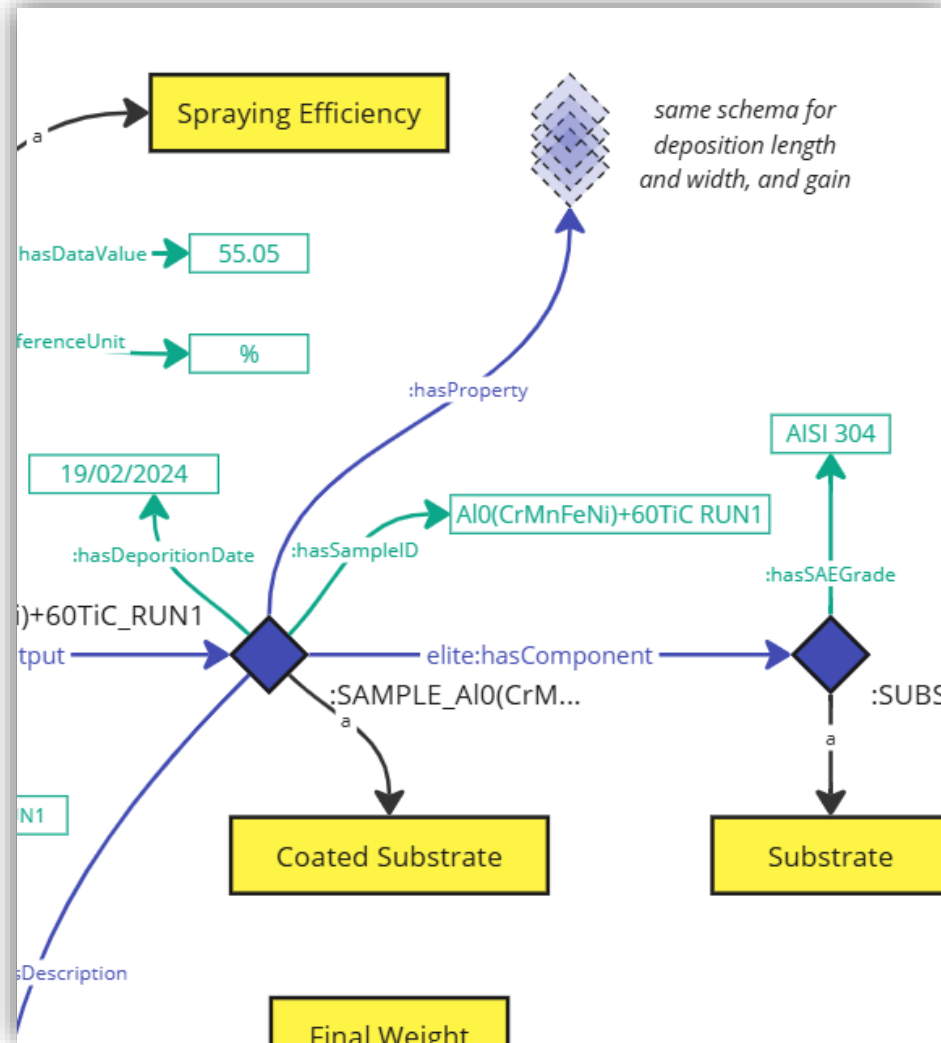 Spraying Efficiency
same schema for
deposition length
and width, and gain
a
hasDataValue
55.05
ferenceUnit
%
:hasProperty
AISI 304
19/02/2024
Al0(CrMnFeNi)+60TiC RUN1
:hasDeporitionDate
:hasSampleID
:hasSAEGrade
i)+60TiC_RUN1
tput
elite:hasComponent
:SAMPLE_Al0(CrM...
:SUBS
a
a
N1
Coated Substrate
Substrate
sDescription
Final Weight